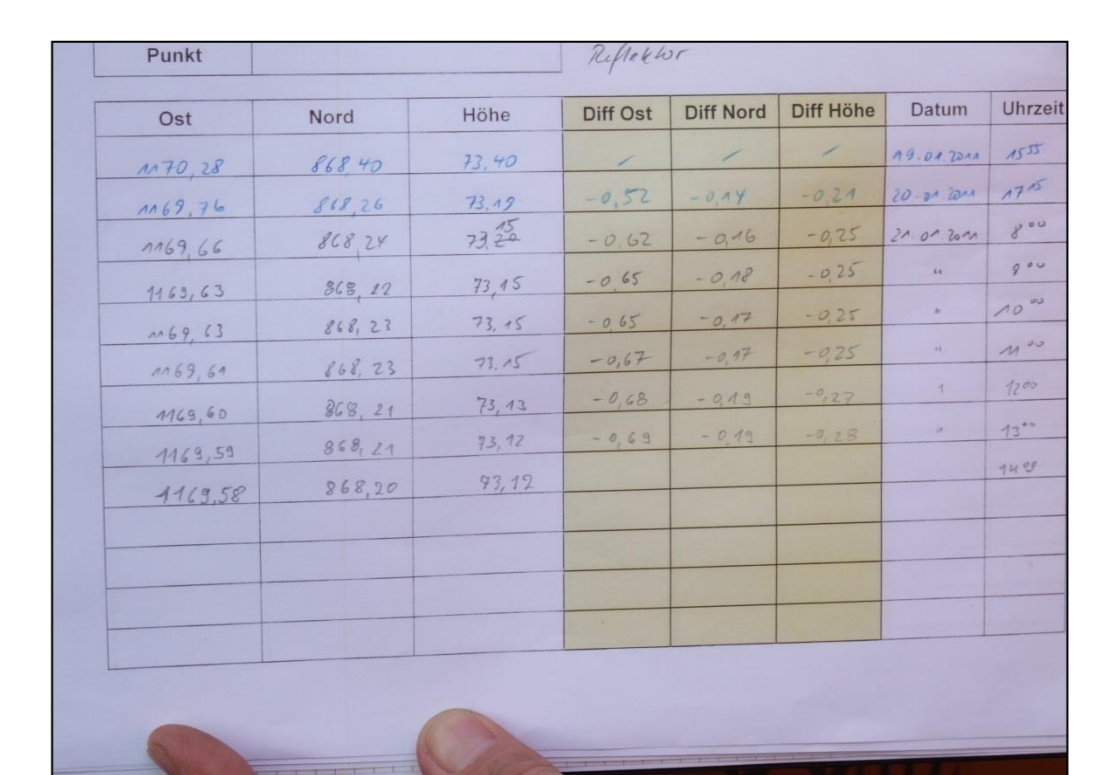 Punkt Reflektor
Ost Nord Höhe Diff Ost Diff Nord Diff Höhe Datum Uhrzeit
1170,28 868,40 73,40 / / / 19.01.2011 15 55
1169,76 868,26 73,19 -0,52 -0,14 -0,21 20.01.2011 17 15
1169,66 868,24 73,20 15 -0,62 -0,16 -0,25 21.01.2011 8 00
1169,63 868,22 73,15 -0,65 -0,18 -0,25 " 9 00
1169,63 868,23 73,15 -0,65 -0,17 -0,25 " 10 00
1169,61 868,23 73,15 -0,67 -0,17 -0,25 " 11 00
1169,60 868,21 73,13 -0,68 -0,19 -0,27 " 12 00
1169,59 868,21 73,12 -0,69 -0,19 -0,28 " 13 00
1169,58 868,20 73,12